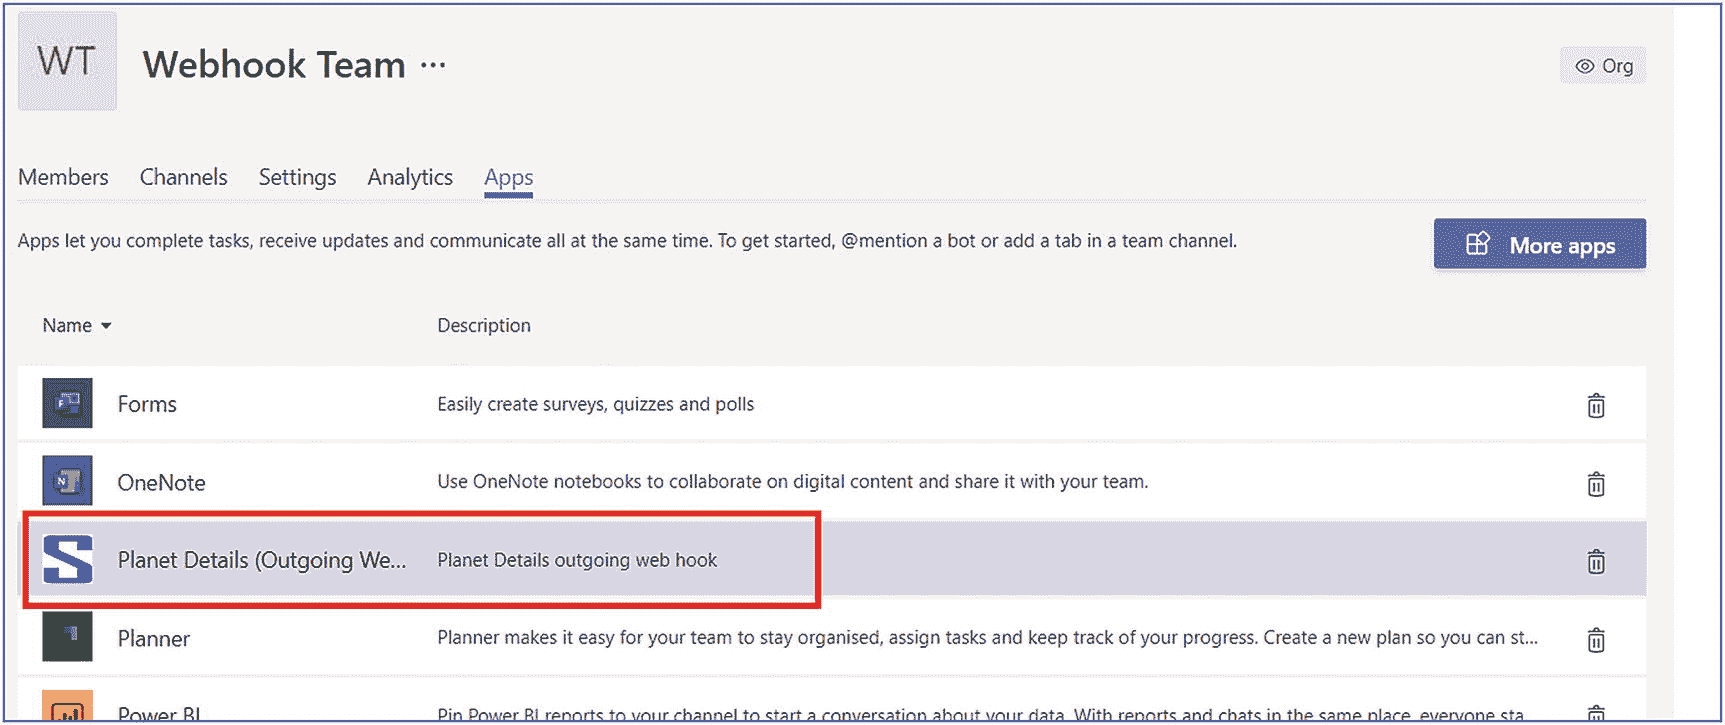 WT
Webhook Team ...
Org
Members Channels Settings Analytics Apps
Apps let you complete tasks, receive updates and communicate all at the same time. To get started, @mention a bot or add a tab in a team channel.
More apps
Name Description
Forms Easily create surveys, quizzes and polls
OneNote Use OneNote notebooks to collaborate on digital content and share it with your team.
Planet Details (Outgoing We... Planet Details outgoing web hook
Planner Planner makes it easy for your team to stay organised, assign tasks and keep track of your progress. Create a new plan so you can st...
Power BI Pin Power BI reports to your channel to start a conversation about your data. With reports and chats in the same place, everyone sta